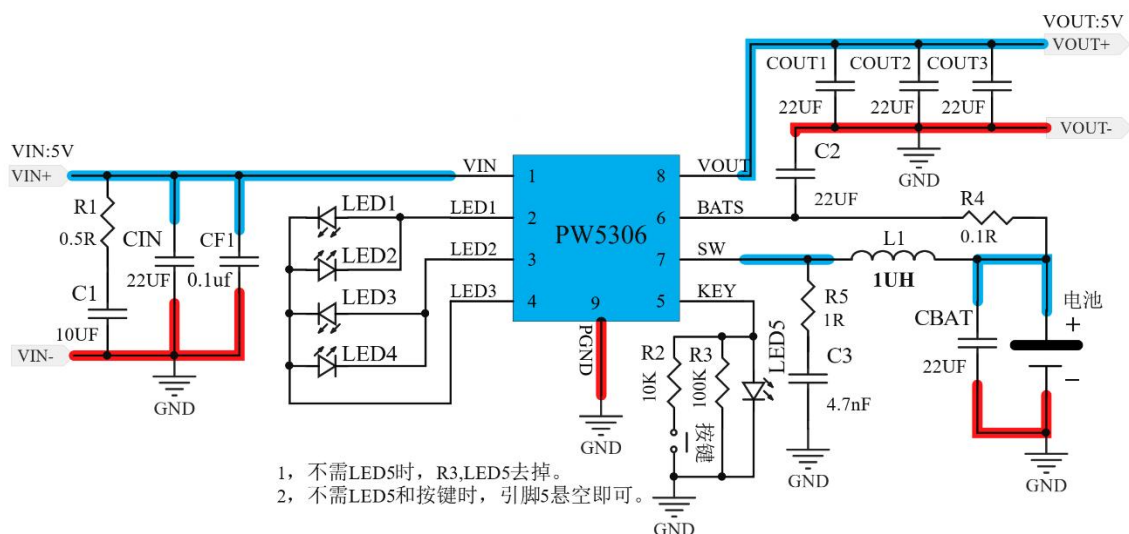 VOUT:5V
VOUT+
COUT1
COUT2
COUT3
22UF
22UF
22UF
VOUT-
GND
VIN:5V
VIN+
R1
0.5R
C1
10UF
CIN
22UF
CF1
0.1uf
VIN-
GND
LED1
LED2
LED3
LED4
VIN
LED1
LED2
LED3
1
2
3
4
PW5306
8
6
7
5
9
PGND
GND
VOUT
BATS
SW
KEY
C2
22UF
R4
0.1R
L1
1UH
R5
1R
C3
4.7nF
GND
CBAT
22UF
电池
+
−
GND
R2
10K
R3
100K
LED5
按键
GND
1，不需LED5时，R3,LED5去掉。
2，不需LED5和按键时，引脚5悬空即可。